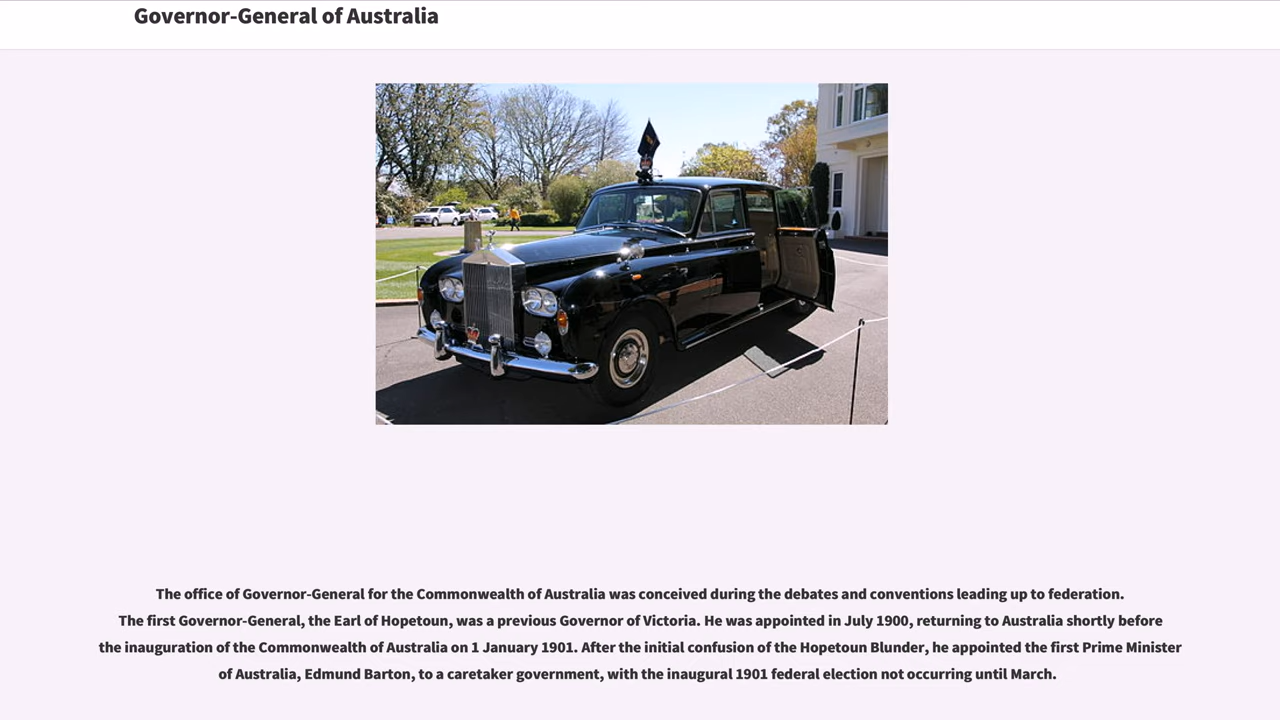 Governor-General of Australia
The office of Governor-General for the Commonwealth of Australia was conceived during the debates and conventions leading up to federation.
The first Governor-General, the Earl of Hopetoun, was a previous Governor of Victoria. He was appointed in July 1900, returning to Australia shortly before
the inauguration of the Commonwealth of Australia on 1 January 1901. After the initial confusion of the Hopetoun Blunder, he appointed the first Prime Minister
of Australia, Edmund Barton, to a caretaker government, with the inaugural 1901 federal election not occurring until March.